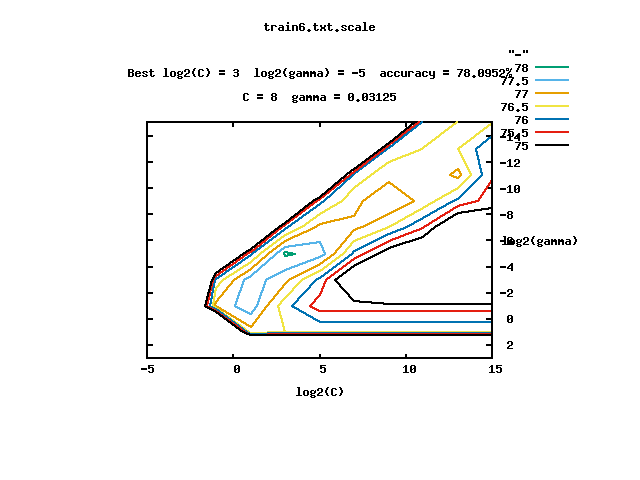 train6.txt.scale
"-"
Best log2(C) = 3 log2(gamma) = -5 accuracy = 78.0952%
78
77.5
C = 8 gamma = 0.03125
77
76.5
76
75.5
75
-14
-12
-10
-8
-6
log2(gamma)
-4
-2
0
2
-5 0 5 10 15
log2(C)